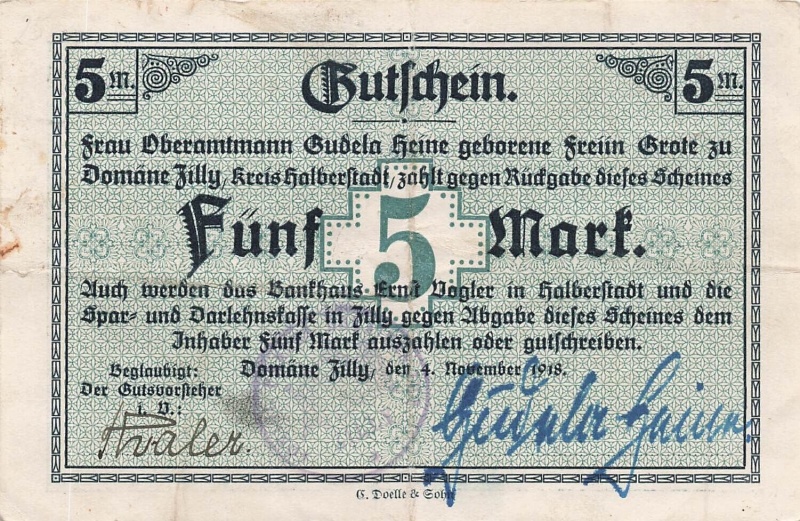 5 M.
Gutschein.
5 M.
Frau Oberamtmann Gudela Heine geborene Freiin Grote zu
Domäne Zilly, Kreis Halberstadt, zahlt gegen Rückgabe dieses Scheines
Fünf 5 Mark.
Auch werden das Bankhaus Ernst Vogler in Halberstadt und die
Spar- und Darlehnskasse in Zilly gegen Abgabe dieses Scheines dem
Inhaber Fünf Mark auszahlen oder gutschreiben.
Beglaubigt:
Domäne Zilly, den 4. November 1918.
Der Gutsvorsteher
i. V.:
Gudela Heine.
C. Doelle & Sohn